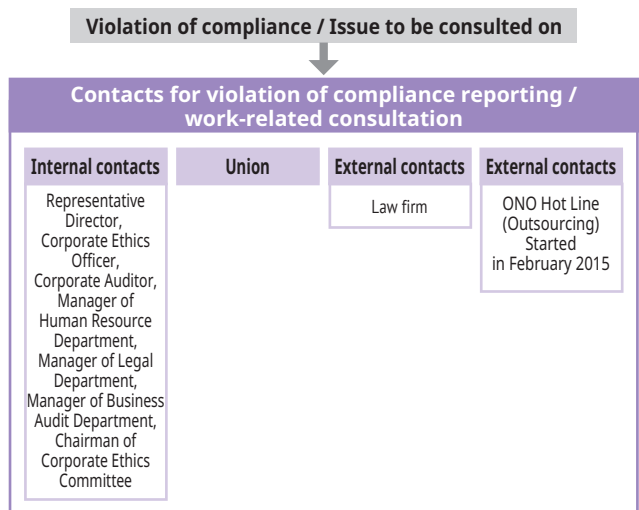 Violation of compliance / Issue to be consulted on
Contacts for violation of compliance reporting /
work-related consultation
Internal contacts
Representative
Director,
Corporate Ethics
Officer,
Corporate Auditor,
Manager of
Human Resource
Department,
Manager of Legal
Department,
Manager of Business
Audit Department,
Chairman of
Corporate Ethics
Committee
Union
External contacts
Law firm
External contacts
ONO Hot Line
(Outsourcing)
Started
in February 2015